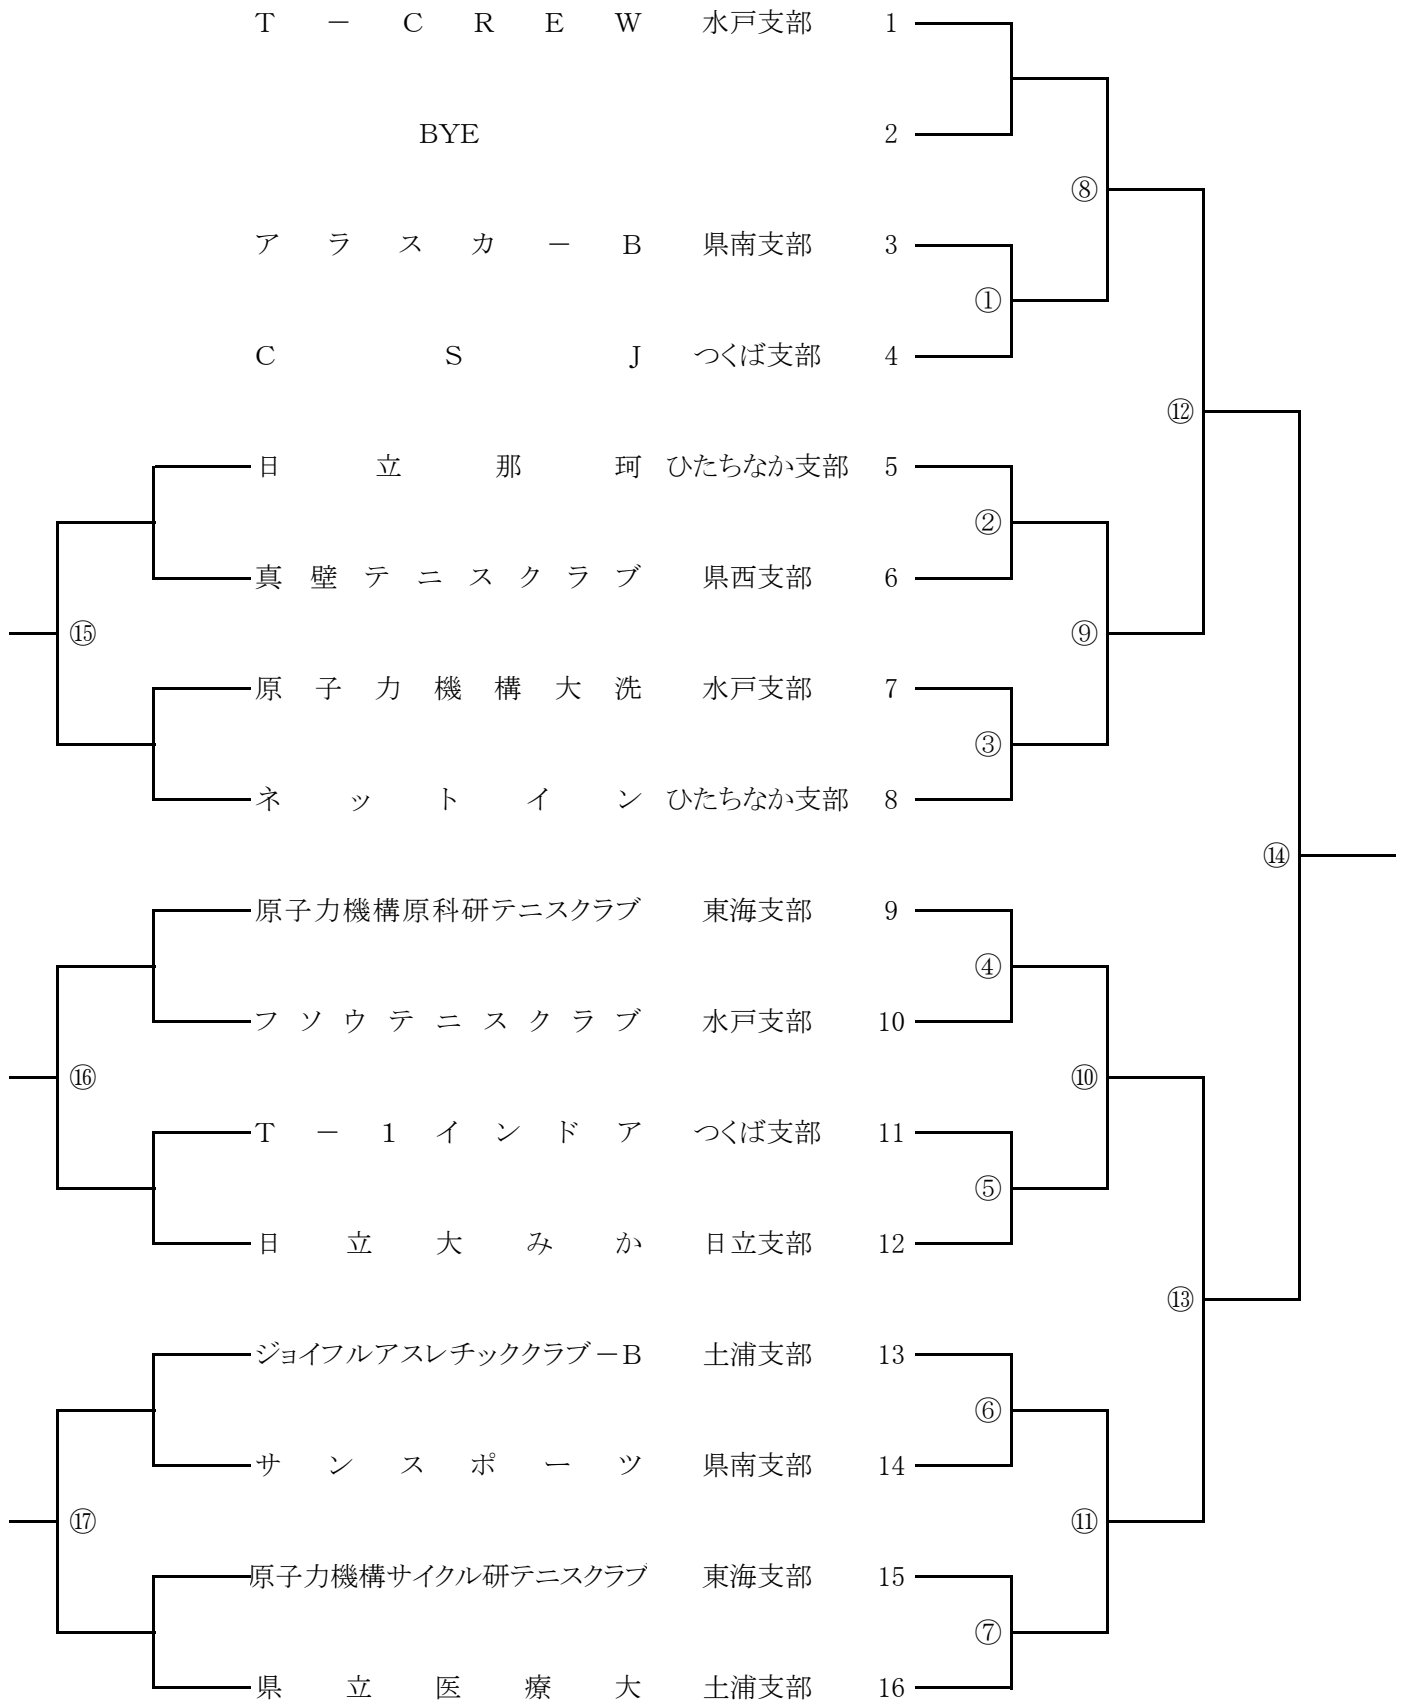 T－CREW 水戸支部 1
BYE 2
⑧
アラスカ－B 県南支部 3
①
CSJ つくば支部 4
⑫
日立那珂 ひたちなか支部 5
②
真壁テニスクラブ 県西支部 6
⑮ ⑨
原子力機構大洗 水戸支部 7
③
ネットイン ひたちなか支部 8
⑭
原子力機構原科研テニスクラブ 東海支部 9
④
フソウテニスクラブ 水戸支部 10
⑯ ⑩
T－1インドア つくば支部 11
⑤
日立大みか 日立支部 12
⑬
ジョイフルアスレチッククラブ－B 土浦支部 13
⑥
サンスポーツ 県南支部 14
⑰ ⑪
原子力機構サイクル研テニスクラブ 東海支部 15
⑦
県立医療大 土浦支部 16